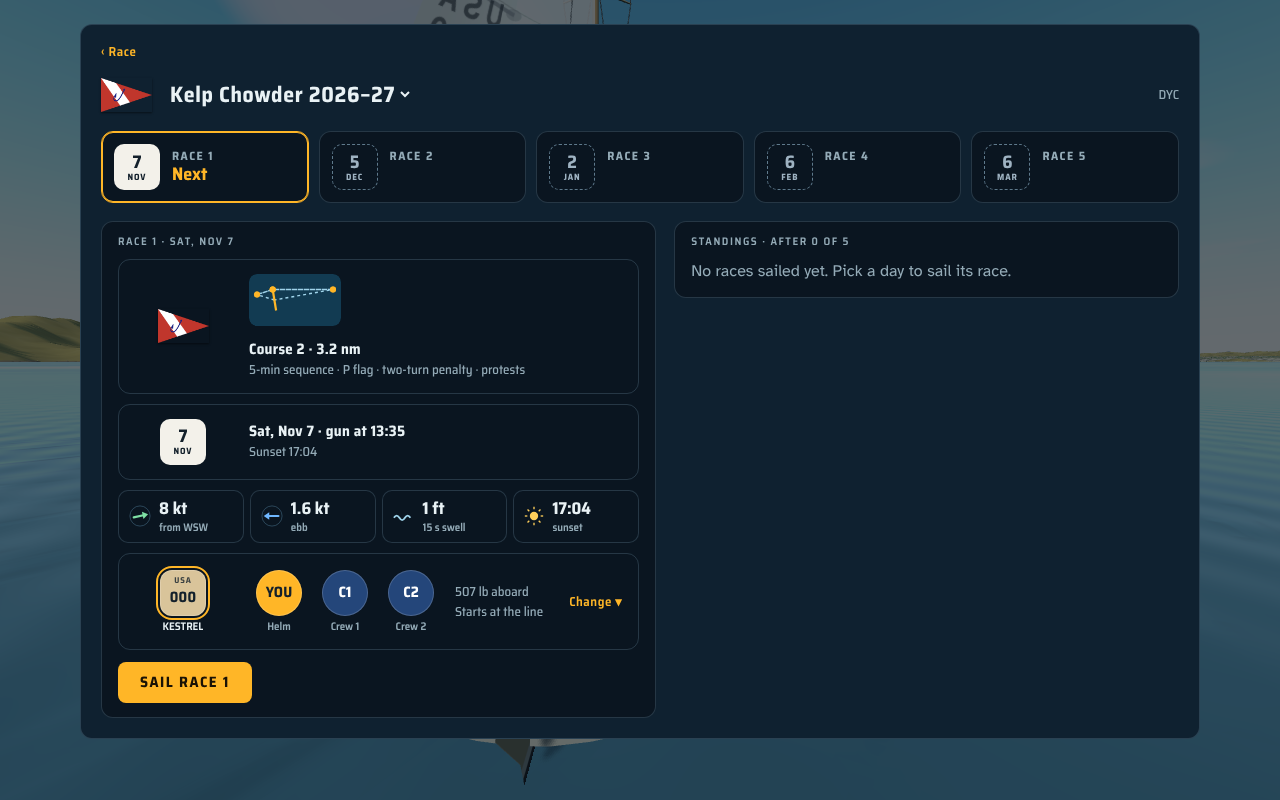 USA
‹ Race
Kelp Chowder 2026–27
DYC
7 NOV RACE 1 Next
5 DEC RACE 2
2 JAN RACE 3
6 FEB RACE 4
6 MAR RACE 5
RACE 1 · SAT, NOV 7
Course 2 · 3.2 nm
5-min sequence · P flag · two-turn penalty · protests
7 NOV
Sat, Nov 7 · gun at 13:35
Sunset 17:04
8 kt
from WSW
1.6 kt
ebb
1 ft
15 s swell
17:04
sunset
USA
000
KESTREL
YOU
Helm
C1
Crew 1
C2
Crew 2
507 lb aboard
Starts at the line
Change ▾
SAIL RACE 1
STANDINGS · AFTER 0 OF 5
No races sailed yet. Pick a day to sail its race.